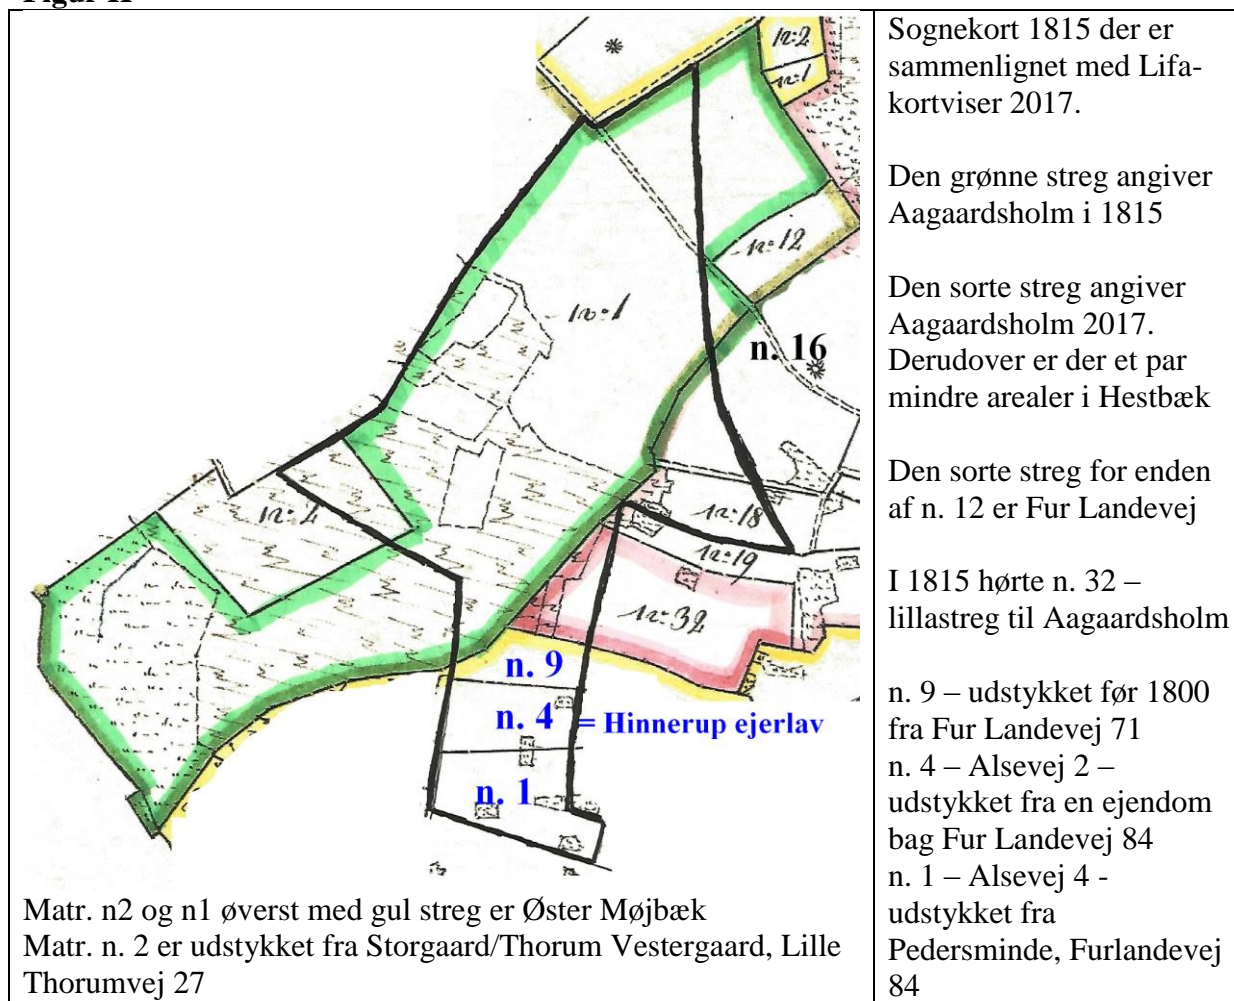 n:2
n:1
n:12
n:1
n. 16
n:2
n:18
n:19
n:32
n. 9
n. 4 = Hinnerup ejerlav
n. 1
Matr. n2 og n1 øverst med gul streg er Øster Møjbæk
Matr. n. 2 er udstykket fra Storgaard/Thorum Vestergaard, Lille
Thorumvej 27
Sognekort 1815 der er
sammenlignet med Lifa-
kortviser 2017.
Den grønne streg angiver
Aagaardsholm i 1815
Den sorte streg angiver
Aagaardsholm 2017.
Derudover er der et par
mindre arealer i Hestbæk
Den sorte streg for enden
af n. 12 er Fur Landevej
I 1815 hørte n. 32 –
lillastreg til Aagaardsholm
n. 9 – udstykket før 1800
fra Fur Landevej 71
n. 4 – Alsevej 2 –
udstykket fra en ejendom
bag Fur Landevej 84
n. 1 – Alsevej 4 -
udstykket fra
Pedersminde, Furlandevej
84